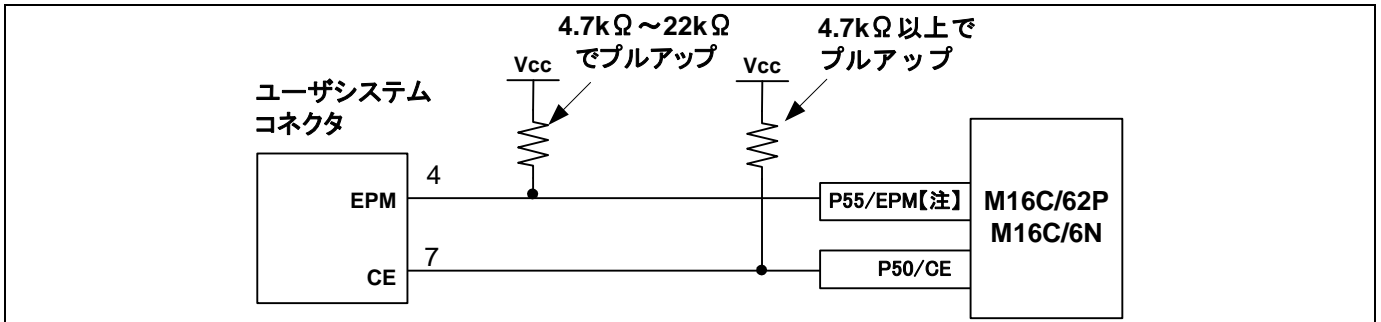 4.7kΩ～22kΩ
でプルアップ
4.7kΩ以上で
プルアップ
Vcc
Vcc
ユーザシステム
コネクタ
EPM
4
P55/EPM【注】
M16C/62P
M16C/6N
CE
7
P50/CE